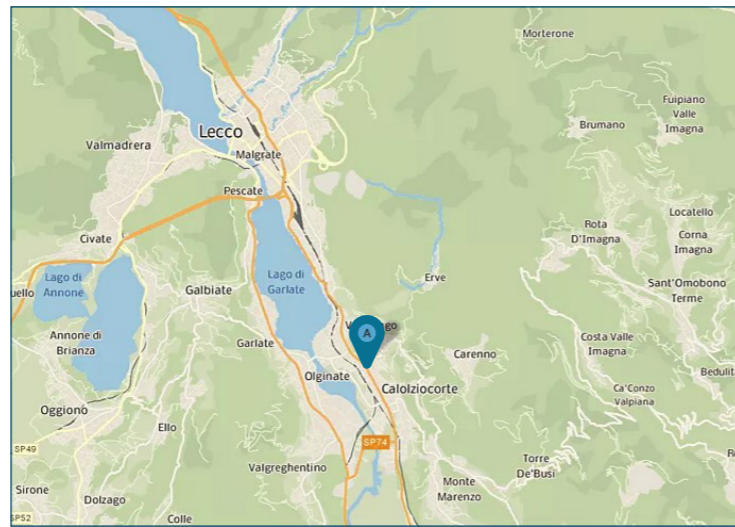 Morterone
Fuipiano
Valle
Imagna
Brumano
Lecco
Valmadrera
Malgrate
Pescate
Locatello
Rota
D'Imagna
Corna
Imagna
Civate
Lago di
Annone
Lago di
Garlate
Erve
Sant'Omobono
Terme
Galbiate
Annone di
Brianza
Garlate
Carenno
Costa Valle
Imagna
A
Olginate
Calolziocorte
Ca'Conzo
Valpiana
Oggiono
Ello
SP74
SP49
Valgreghentino
Torre
De'Busi
Sirone
Dolzago
Monte
Marenzo
SP52
Colle